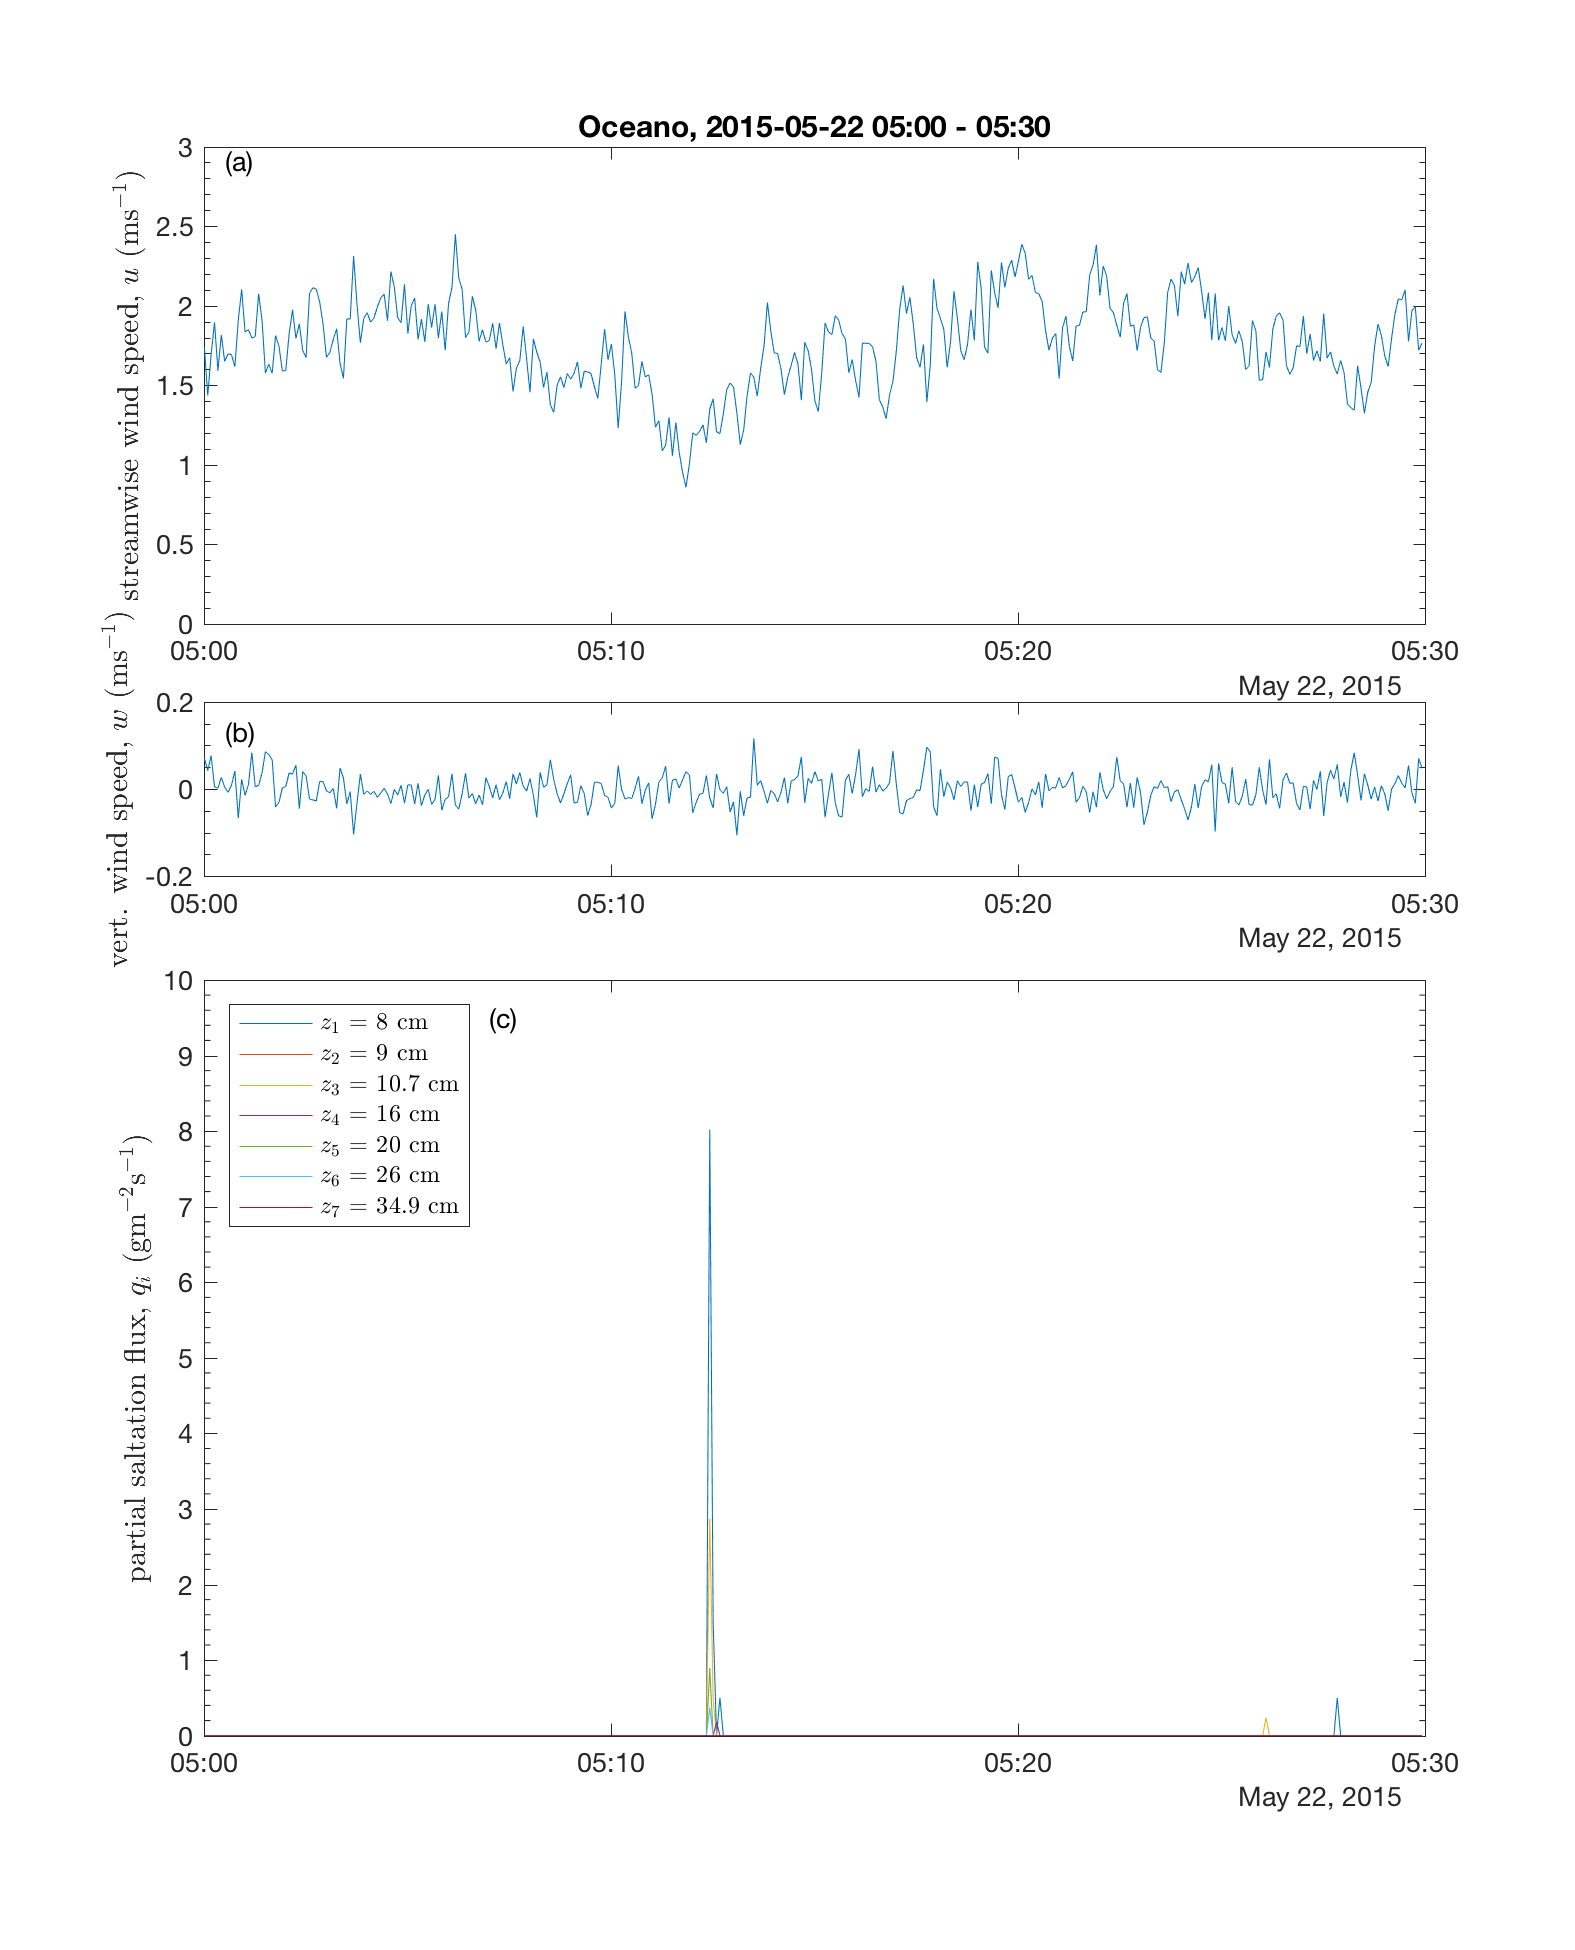 Oceano, 2015-05-22 05:00 - 05:30
(a)
streamwise wind speed, u (ms⁻¹)
3
2.5
2
1.5
1
0.5
0
05:00 05:10 05:20 05:30
May 22, 2015
(b)
vert. wind speed, w (ms⁻¹)
0.2
0
-0.2
05:00 05:10 05:20 05:30
May 22, 2015
(c)
partial saltation flux, qᵢ (gm⁻²s⁻¹)
10
9
8
7
6
5
4
3
2
1
0
z₁ = 8 cm
z₂ = 9 cm
z₃ = 10.7 cm
z₄ = 16 cm
z₅ = 20 cm
z₆ = 26 cm
z₇ = 34.9 cm
05:00 05:10 05:20 05:30
May 22, 2015